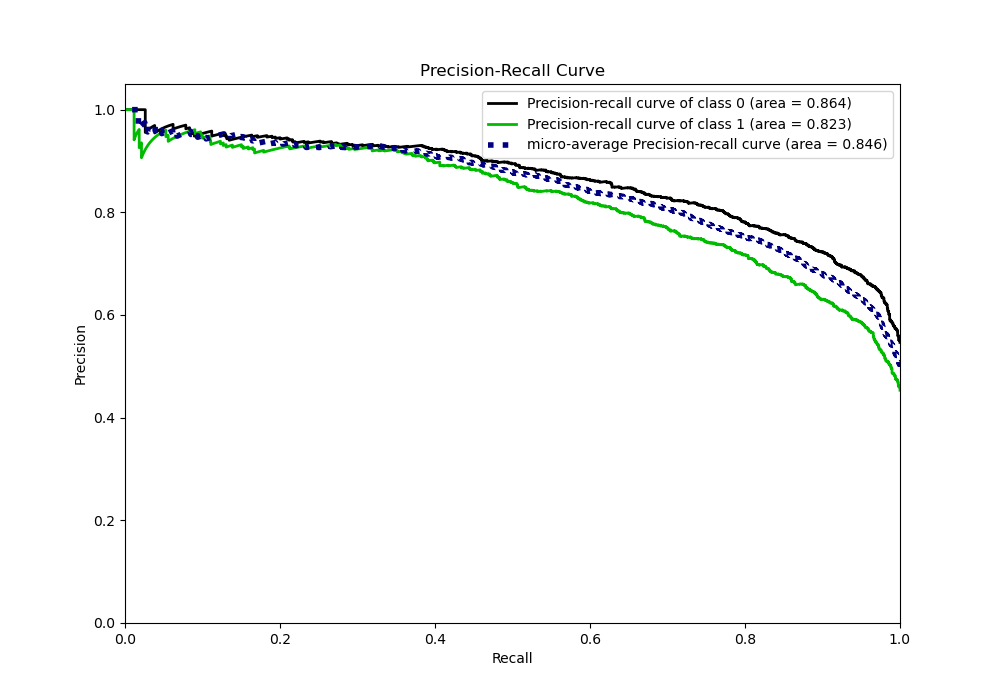 Precision-Recall Curve
Precision-recall curve of class 0 (area = 0.864)
Precision-recall curve of class 1 (area = 0.823)
micro-average Precision-recall curve (area = 0.846)
Precision
1.0
0.8
0.6
0.4
0.2
0.0
0.0 0.2 0.4 0.6 0.8 1.0
Recall